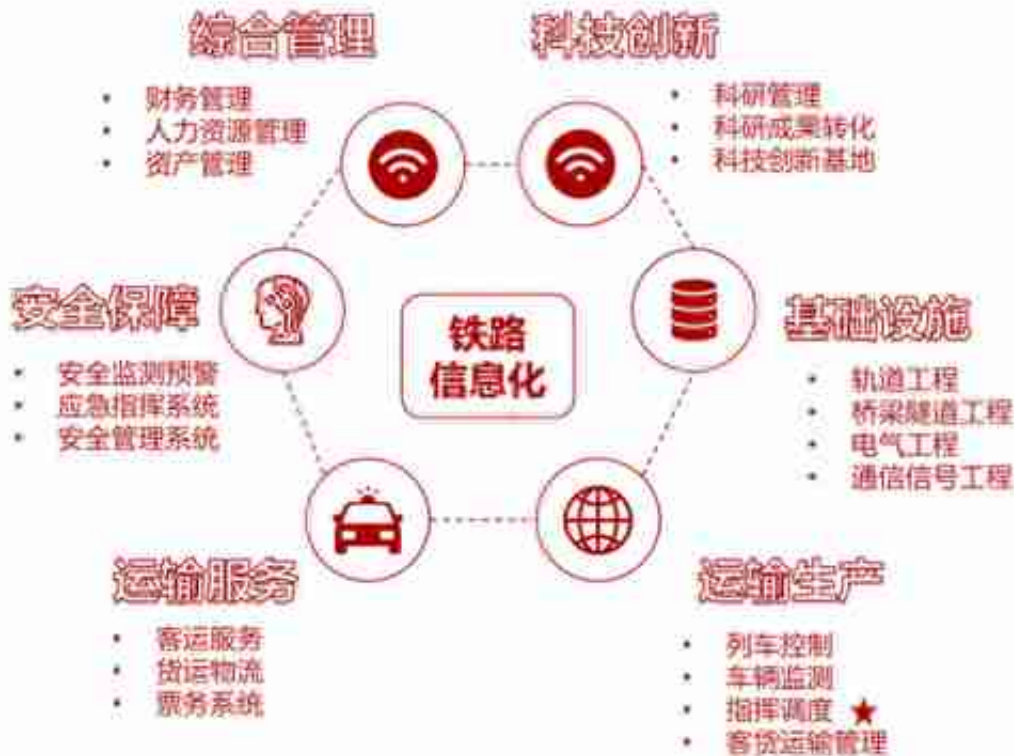 综合管理
• 财务管理
• 人力资源管理
• 资产管理
科技创新
• 科研管理
• 科研成果转化
• 科技创新基地
安全保障
• 安全监测预警
• 应急指挥系统
• 安全管理系统
铁路
信息化
基础设施
• 轨道工程
• 桥梁隧道工程
• 电气工程
• 通信信号工程
运输服务
• 客运服务
• 货运物流
• 票务系统
运输生产
• 列车控制
• 车辆监测
• 指挥调度 ★
• 客货运输管理